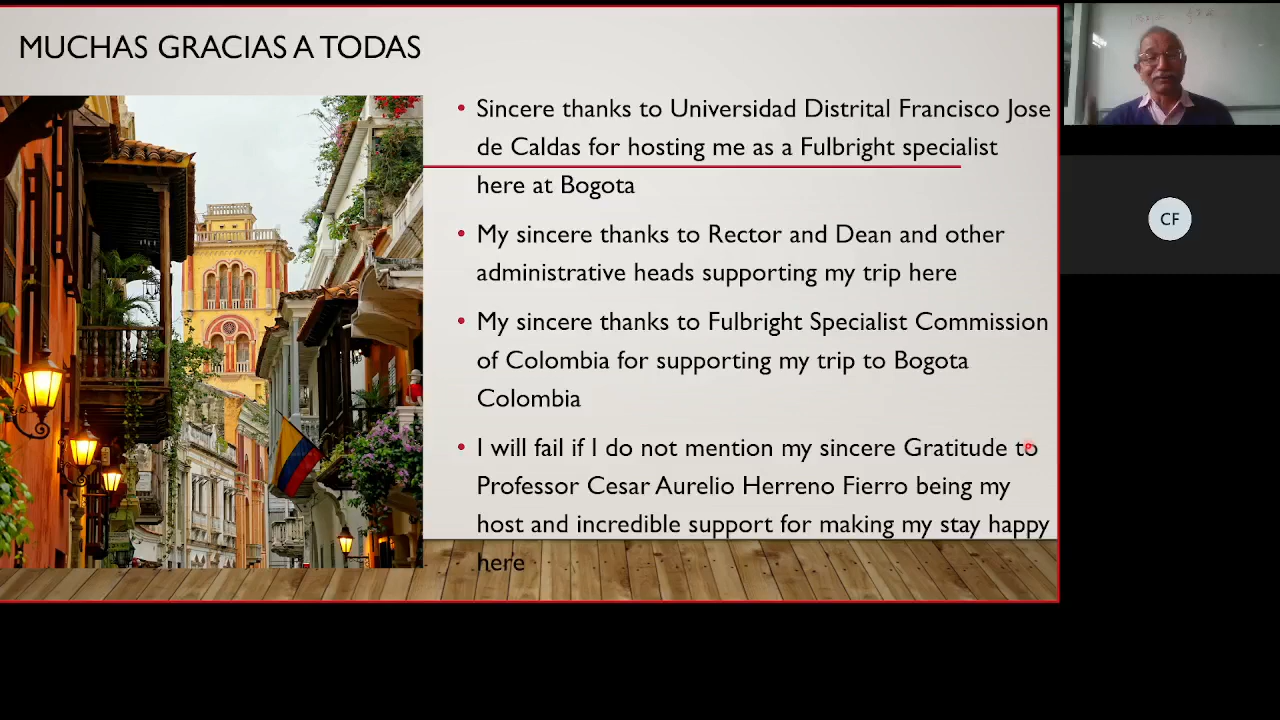 MUCHAS GRACIAS A TODAS
• Sincere thanks to Universidad Distrital Francisco Jose
de Caldas for hosting me as a Fulbright specialist
here at Bogota
• My sincere thanks to Rector and Dean and other
administrative heads supporting my trip here
• My sincere thanks to Fulbright Specialist Commission
of Colombia for supporting my trip to Bogota
Colombia
• I will fail if I do not mention my sincere Gratitude to
Professor Cesar Aurelio Herreno Fierro being my
host and incredible support for making my stay happy
here
CF